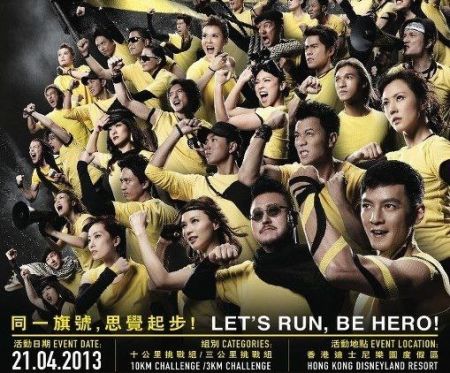 同一旗號,思覺起步! LET'S RUN, BE HERO!
活動日期 EVENT DATE: 組別 CATEGORIES: 活動地點 EVENT LOCATION:
21.04.2013 十公里挑戰組/三公里挑戰組 香港迪士尼樂園度假區
10KM CHALLENGE /3KM CHALLENGE HONG KONG DISNEYLAND RESORT